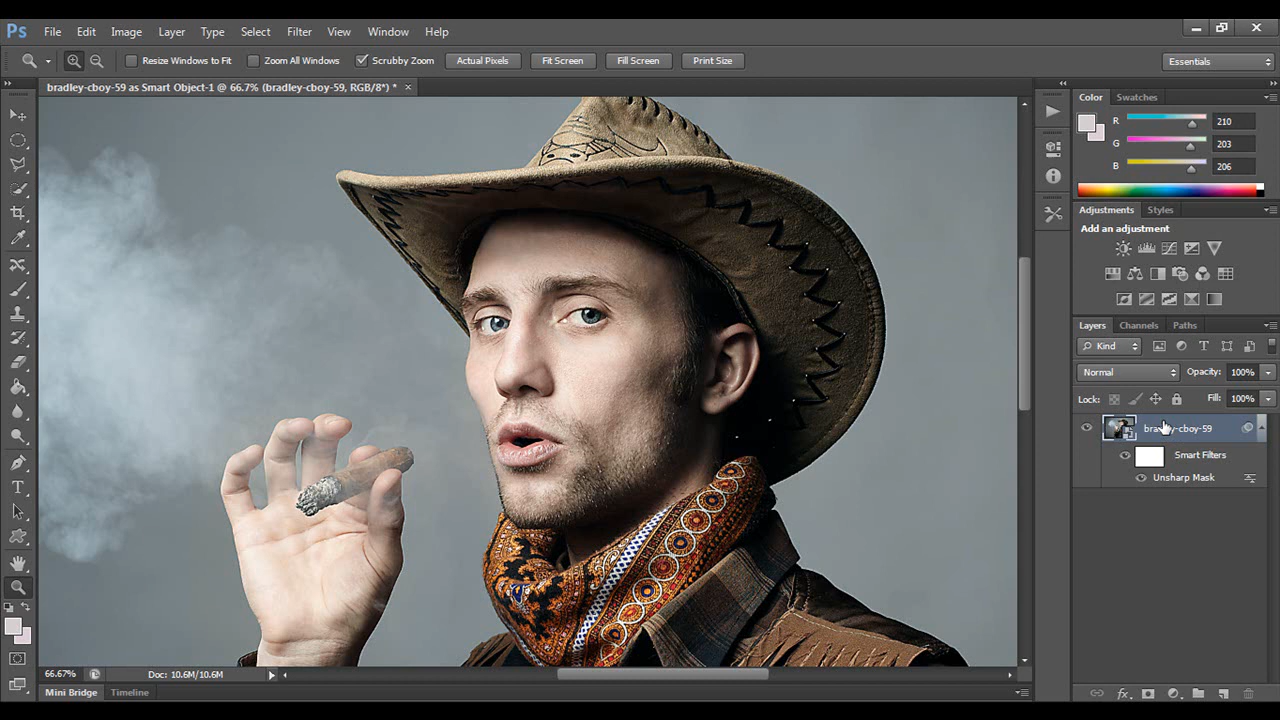 Ps File Edit Image Layer Type Select Filter View Window Help
Resize Windows to Fit Zoom All Windows Scrubby Zoom Actual Pixels Fit Screen Fill Screen Print Size Essentials
bradley-cboy-59 as Smart Object-1 @ 66.7% (bradley-cboy-59, RGB/8*) * ×
Color Swatches
R 210
G 203
B 206
Adjustments Styles
Add an adjustment
Layers Channels Paths
Kind
Normal Opacity: 100%
Lock: Fill: 100%
bradley-cboy-59
Smart Filters
Unsharp Mask
66.67% Doc: 10.6M/10.6M
Mini Bridge Timeline